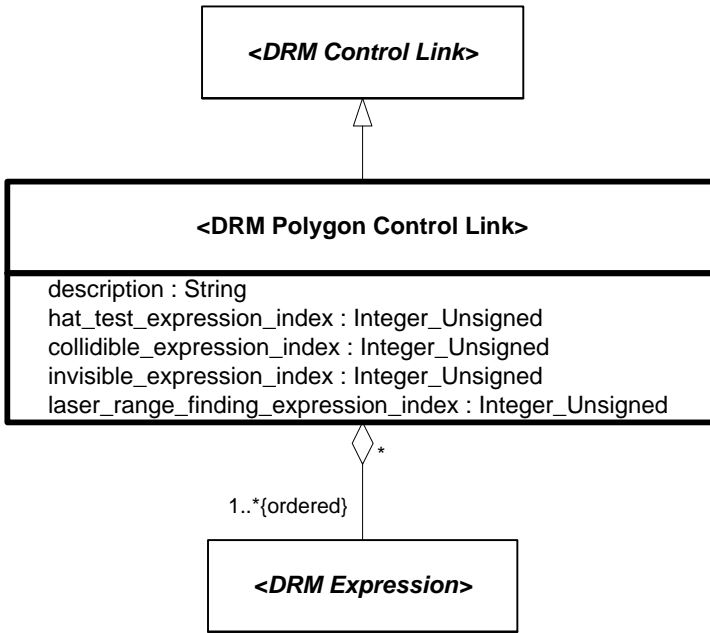 <DRM Control Link>
<DRM Polygon Control Link>
description : String
hat_test_expression_index : Integer_Unsigned
collidible_expression_index : Integer_Unsigned
invisible_expression_index : Integer_Unsigned
laser_range_finding_expression_index : Integer_Unsigned
*
1..*{ordered}
<DRM Expression>